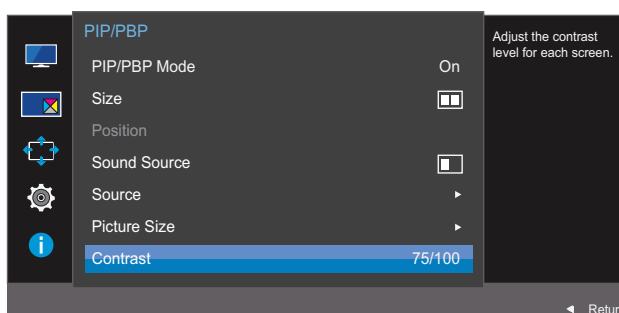 PIP/PBP
Adjust the contrast
level for each screen.
PIP/PBP Mode On
Size
Position
Sound Source
Source
Picture Size
Contrast 75/100
Retur